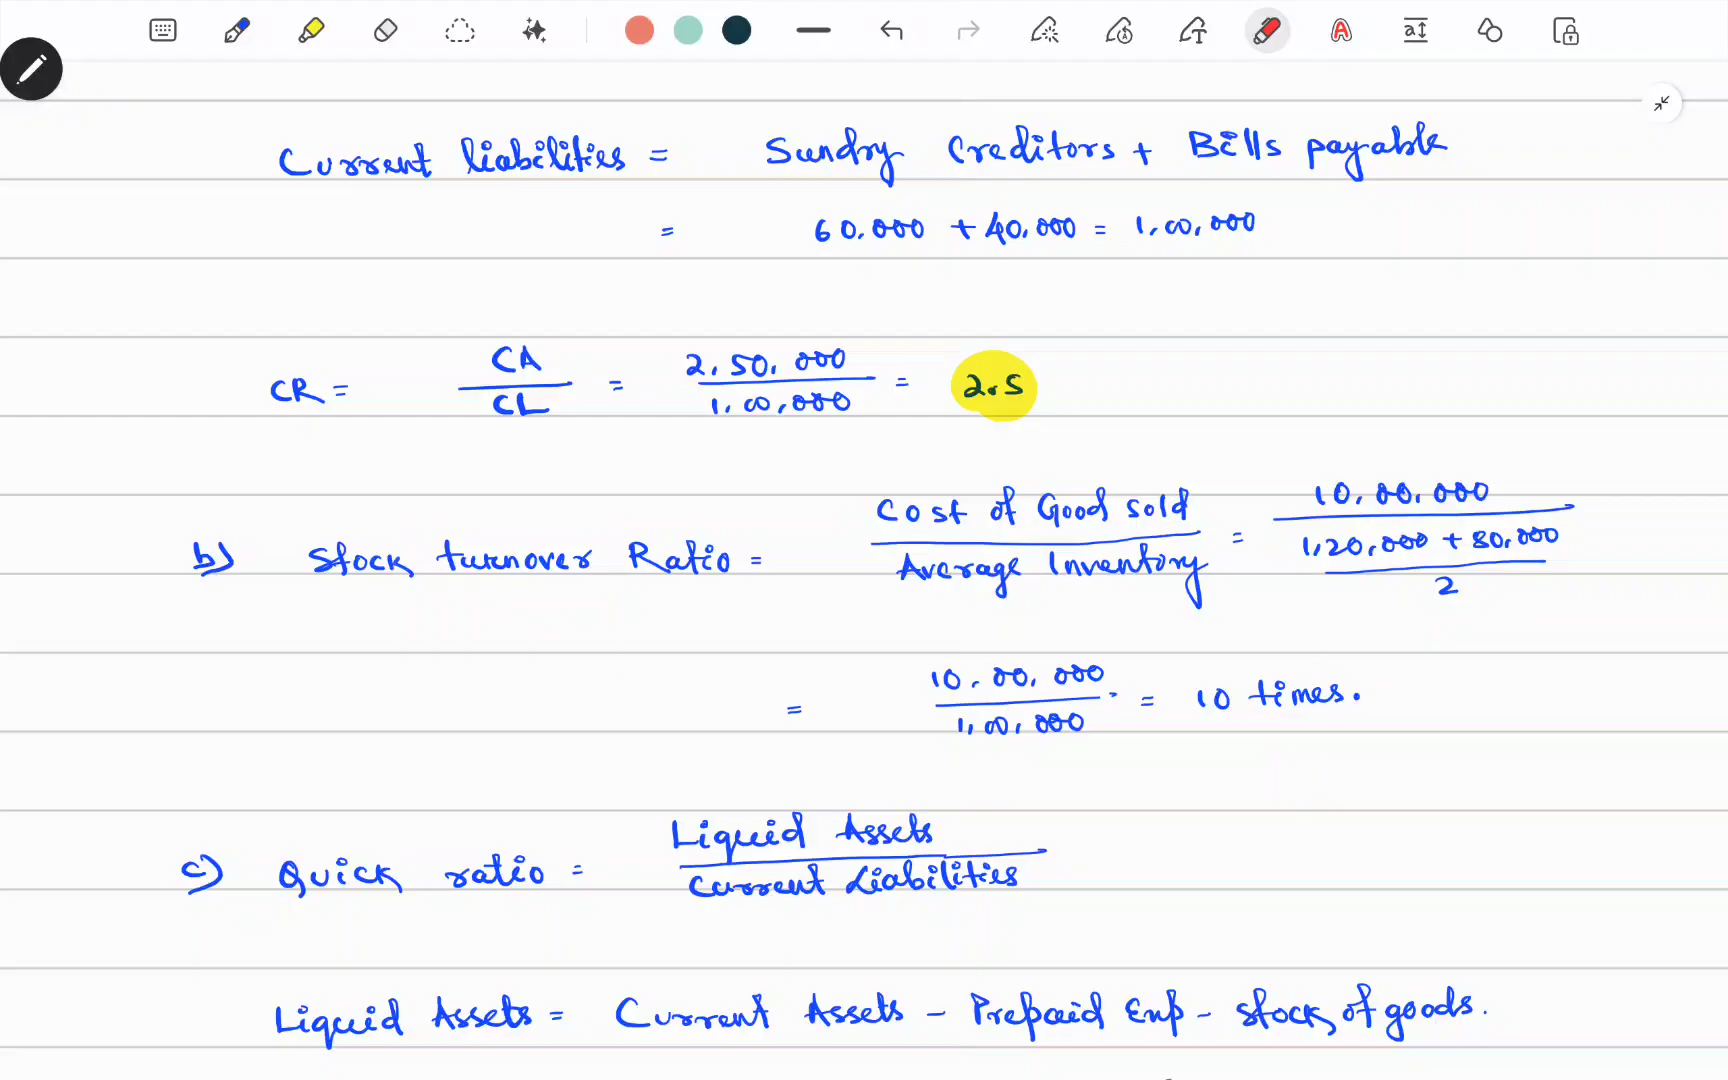 Current liabilities = Sundry Creditors + Bills payable
= 60,000 + 40,000 = 1,00,000
CR = CA / CL = 2,50,000 / 1,00,000 = 2.5
b) Stock turnover Ratio = Cost of Good sold / Average Inventory = 10,00,000 / (1,20,000 + 80,000 / 2)
= 10,00,000 / 1,00,000 = 10 times.
c) Quick ratio = Liquid Assets / Current Liabilities
Liquid Assets = Current Assets - Prepaid Exp - stock of goods.